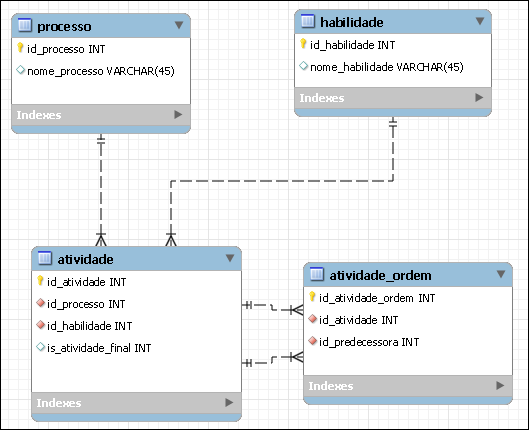 processo
id_processo INT
nome_processo VARCHAR(45)
Indexes
habilidade
id_habilidade INT
nome_habilidade VARCHAR(45)
Indexes
atividade
id_atividade INT
id_processo INT
id_habilidade INT
is_atividade_final INT
Indexes
atividade_ordem
id_atividade_ordem INT
id_atividade INT
id_predecessora INT
Indexes